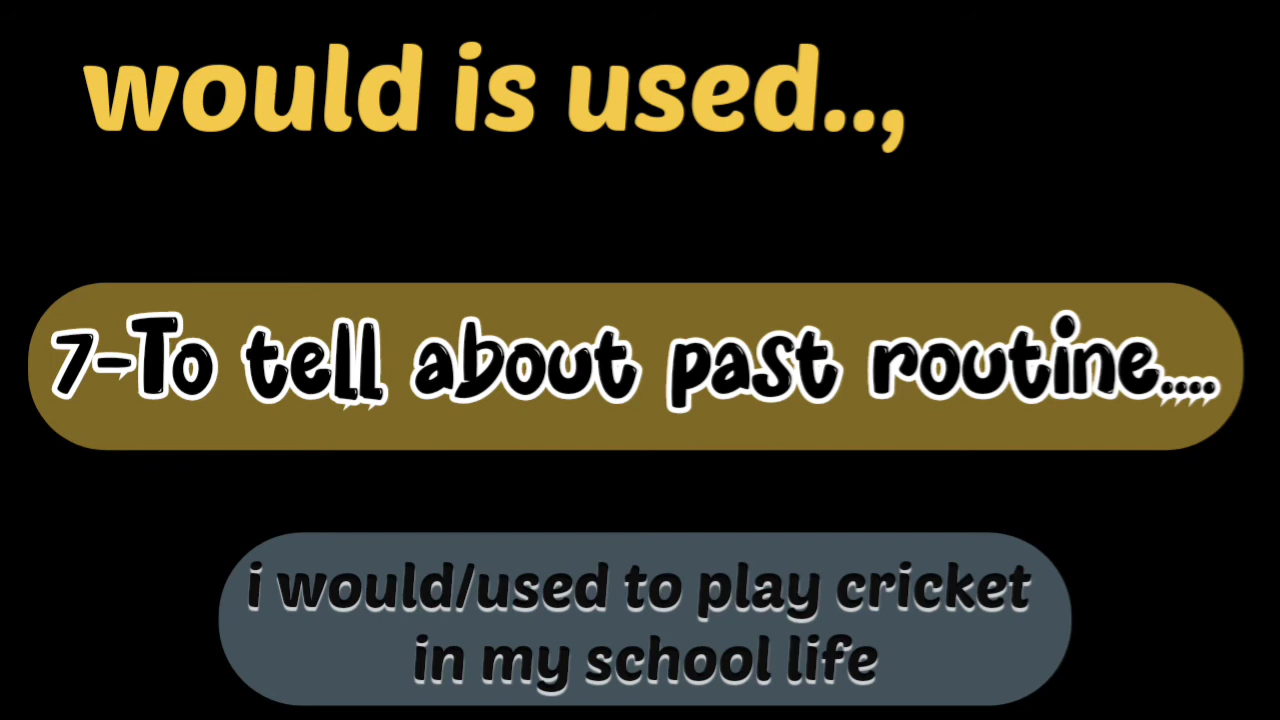 would is used..,
7-To tell about past routine....
i would/used to play cricket
in my school life